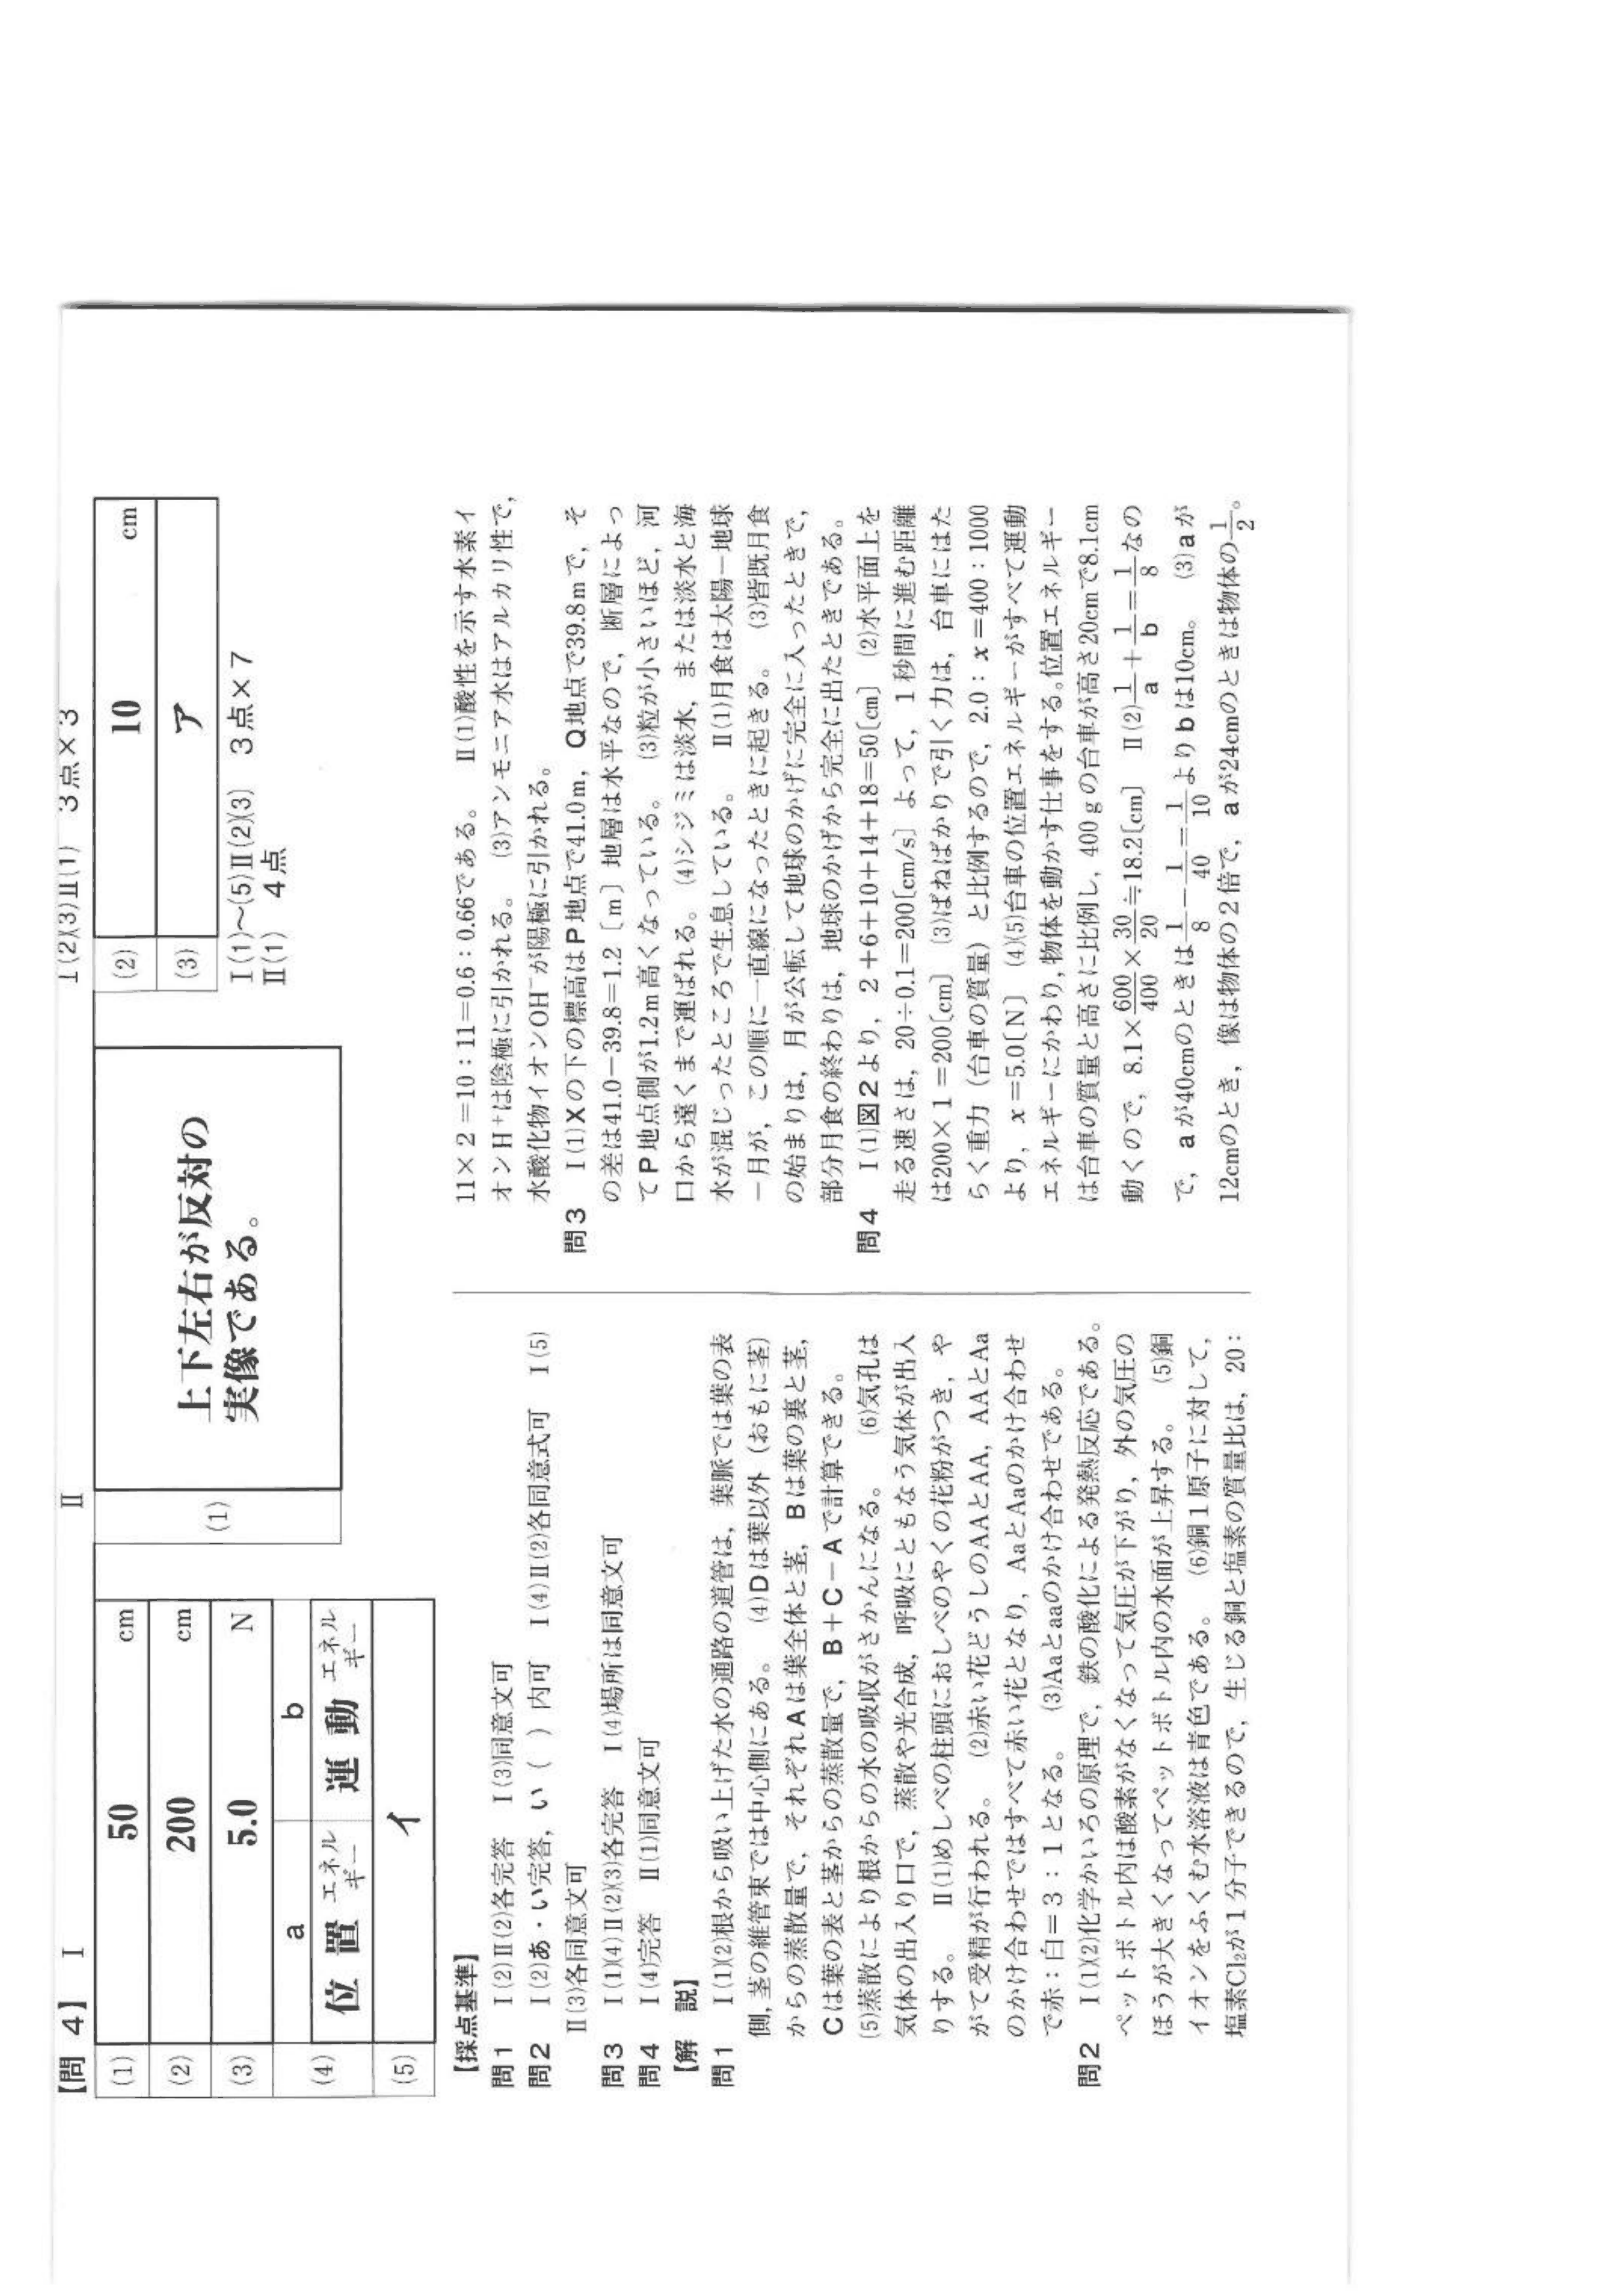 Ⅰ(2)(3)Ⅱ(1) 3点×3
【問 4】 Ⅰ
(1) 50 cm
(2) 200 cm
(3) 5.0 N
(4) a b
位置エネルギー 運動エネルギー
(5) イ
Ⅱ
(1) 上下左右が反対の
実像である。
(2) 10 cm
(3) ア
Ⅰ(1)～(5)Ⅱ(2)(3) 3点×7
Ⅱ(1) 4点
【採点基準】
問1 Ⅰ(2)Ⅱ(2)各完答 Ⅰ(3)同意文可
問2 Ⅰ(2)あ・い完答，い（ ）内可 Ⅰ(4)Ⅱ(2)各同意式可 Ⅰ(5)
Ⅱ(3)各同意文可
問3 Ⅰ(1)(4)Ⅱ(2)(3)各完答 Ⅰ(4)場所は同意文可
問4 Ⅰ(4)完答 Ⅱ(1)同意文可
【解 説】
問1 Ⅰ(1)(2)根から吸い上げた水の通路の道管は，葉脈では葉の表
側，茎の維管束では中心側にある。 (4)Dは葉以外（おもに茎）
からの蒸散量で，それぞれAは葉全体と茎，Bは葉の裏と茎，
Cは葉の表と茎からの蒸散量で，B＋C－Aで計算できる。
(5)蒸散により根からの水の吸収がさかんになる。 (6)気孔は
気体の出入り口で，蒸散や光合成，呼吸にともなう気体が出入
りする。 Ⅱ(1)めしべの柱頭におしべのやくの花粉がつき，や
がて受精が行われる。 (2)赤い花どうしのAAとAA，AAとAa
のかけ合わせではすべて赤い花となり，AaとAaのかけ合わせ
で赤：白＝3：1となる。 (3)Aaとaaのかけ合わせである。
問2 Ⅰ(1)(2)化学かいろの原理で，鉄の酸化による発熱反応である。
ペットボトル内は酸素がなくなって気圧が下がり，外の気圧の
ほうが大きくなってペットボトル内の水面が上昇する。 (5)銅
イオンをふくむ水溶液は青色である。 (6)銅1原子に対して，
塩素Cl₂が1分子できるので，生じる銅と塩素の質量比は，20：
11×2＝10：11＝0.6：0.66である。 Ⅱ(1)酸性を示す水素イ
オンH⁺は陰極に引かれる。 (3)アンモニア水はアルカリ性で，
水酸化物イオンOH⁻が陽極に引かれる。
問3 Ⅰ(1)Xの下の標高はP地点で41.0m，Q地点で39.8mで，そ
の差は41.0－39.8＝1.2〔m〕地層は水平なので，断層によっ
てP地点側が1.2m高くなっている。 (3)粒が小さいほど，河
口から遠くまで運ばれる。 (4)シジミは淡水，または淡水と海
水が混じったところで生息している。 Ⅱ(1)月食は太陽－地球
－月が，この順に一直線になったときに起きる。 (3)皆既月食
の始まりは，月が公転して地球のかげに完全に入ったときで，
部分月食の終わりは，地球のかげから完全に出たときである。
問4 Ⅰ(1)図2より，2＋6＋10＋14＋18＝50〔cm〕 (2)水平面上を
走る速さは，20÷0.1＝200〔cm/s〕よって，1秒間に進む距離
は200×1＝200〔cm〕 (3)ばねばかりで引く力は，台車にはた
らく重力（台車の質量）と比例するので，2.0：x＝400：1000
より，x＝5.0〔N〕 (4)(5)台車の位置エネルギーがすべて運動
エネルギーにかわり，物体を動かす仕事をする。位置エネルギー
は台車の質量と高さに比例し，400gの台車が高さ20cmで8.1cm
動くので，8.1×600/400×30/20≒18.2〔cm〕 Ⅱ(2)1/a＋1/b＝1/8なの
で，aが40cmのときは1/8－1/40＝1/10よりbは10cm。 (3)aが
12cmのとき，像は物体の2倍で，aが24cmのときは物体の1/2。